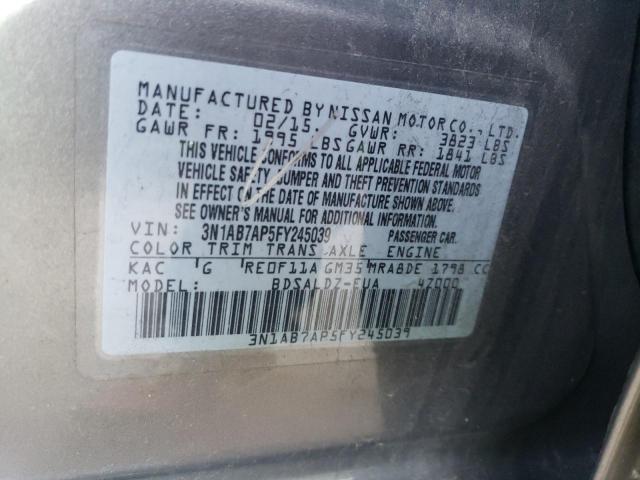 MANUFACTURED BY NISSAN MOTOR CO., LTD.
DATE: 02/15 GVWR: 3823 LBS
GAWR FR: 1995 LBS GAWR RR: 1841 LBS
THIS VEHICLE CONFORMS TO ALL APPLICABLE FEDERAL MOTOR
VEHICLE SAFETY, BUMPER AND THEFT PREVENTION STANDARDS
IN EFFECT ON THE DATE OF MANUFACTURE SHOWN ABOVE.
SEE OWNER'S MANUAL FOR ADDITIONAL INFORMATION.
VIN: 3N1AB7AP5FY245039 PASSENGER CAR.
COLOR TRIM TRANS AXLE ENGINE
KAC G RE0F11A GM35 MRA8DE 1798 CC
MODEL: BDSALDZ-EUA 4Z000
3N1AB7AP5FY245039